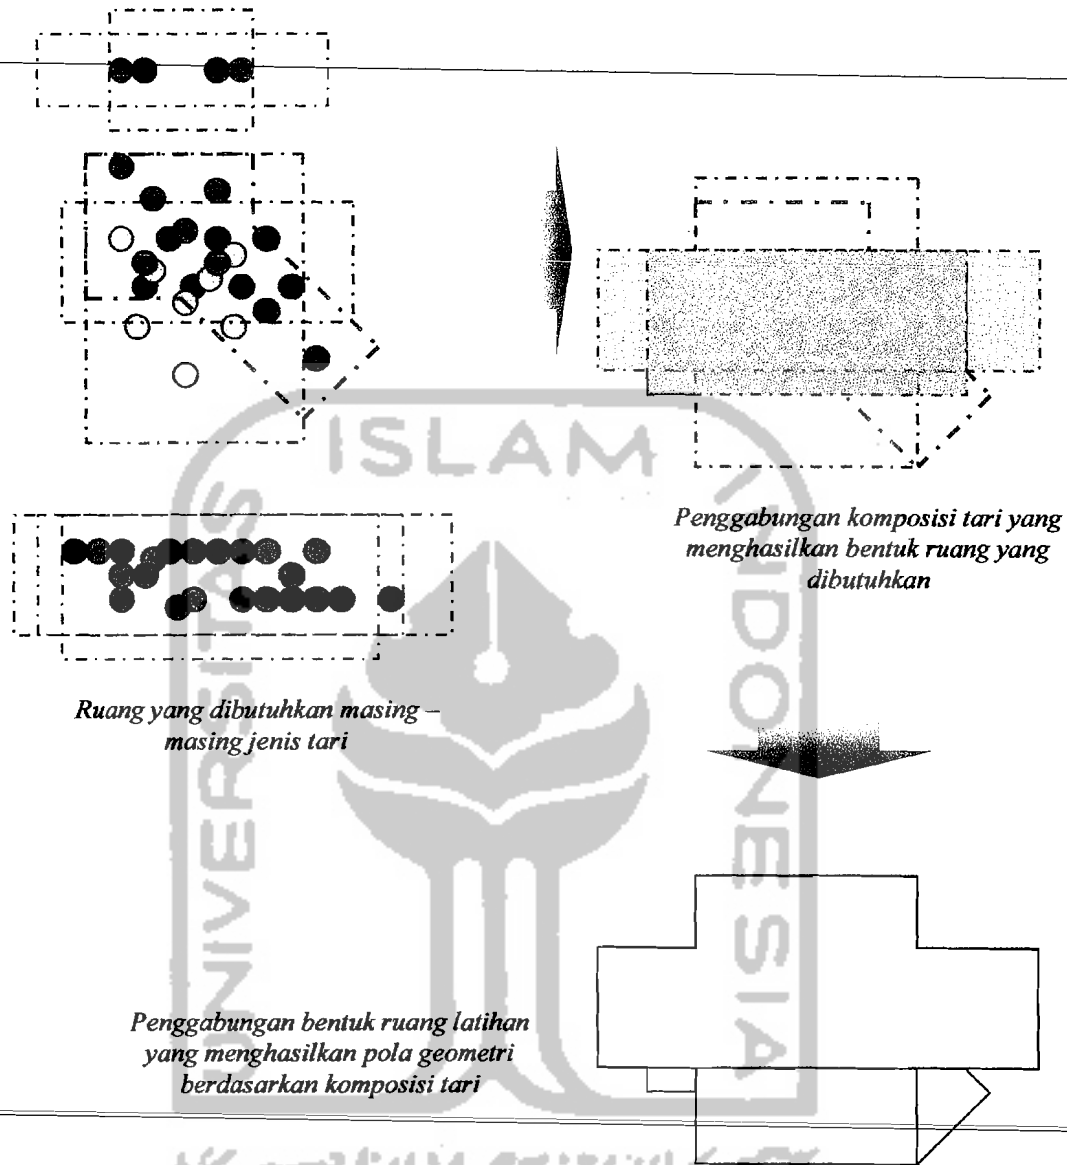 Penggabungan komposisi tari yang
menghasilkan bentuk ruang yang
dibutuhkan
Ruang yang dibutuhkan masing –
masing jenis tari
Penggabungan bentuk ruang latihan
yang menghasilkan pola geometri
berdasarkan komposisi tari
UNIVERSITAS
ISLAM
INDONESIA